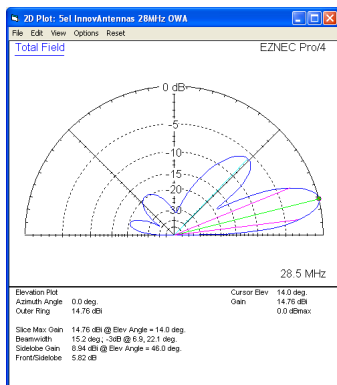 2D Plot: 5el InnovAntennas 28MHz OWA
File Edit View Options Reset
Total Field
EZNEC Pro/4
0 dB
-5
-10
-15
-20
-30
28.5 MHz
Elevation Plot
Azimuth Angle 0.0 deg.
Outer Ring 14.76 dBi
Cursor Elev 14.0 deg.
Gain 14.76 dBi
0.0 dBmax
Slice Max Gain 14.76 dBi @ Elev Angle = 14.0 deg.
Beamwidth 15.2 deg.; -3dB @ 6.9, 22.1 deg.
Sidelobe Gain 8.94 dBi @ Elev Angle = 46.0 deg.
Front/Sidelobe 5.82 dB